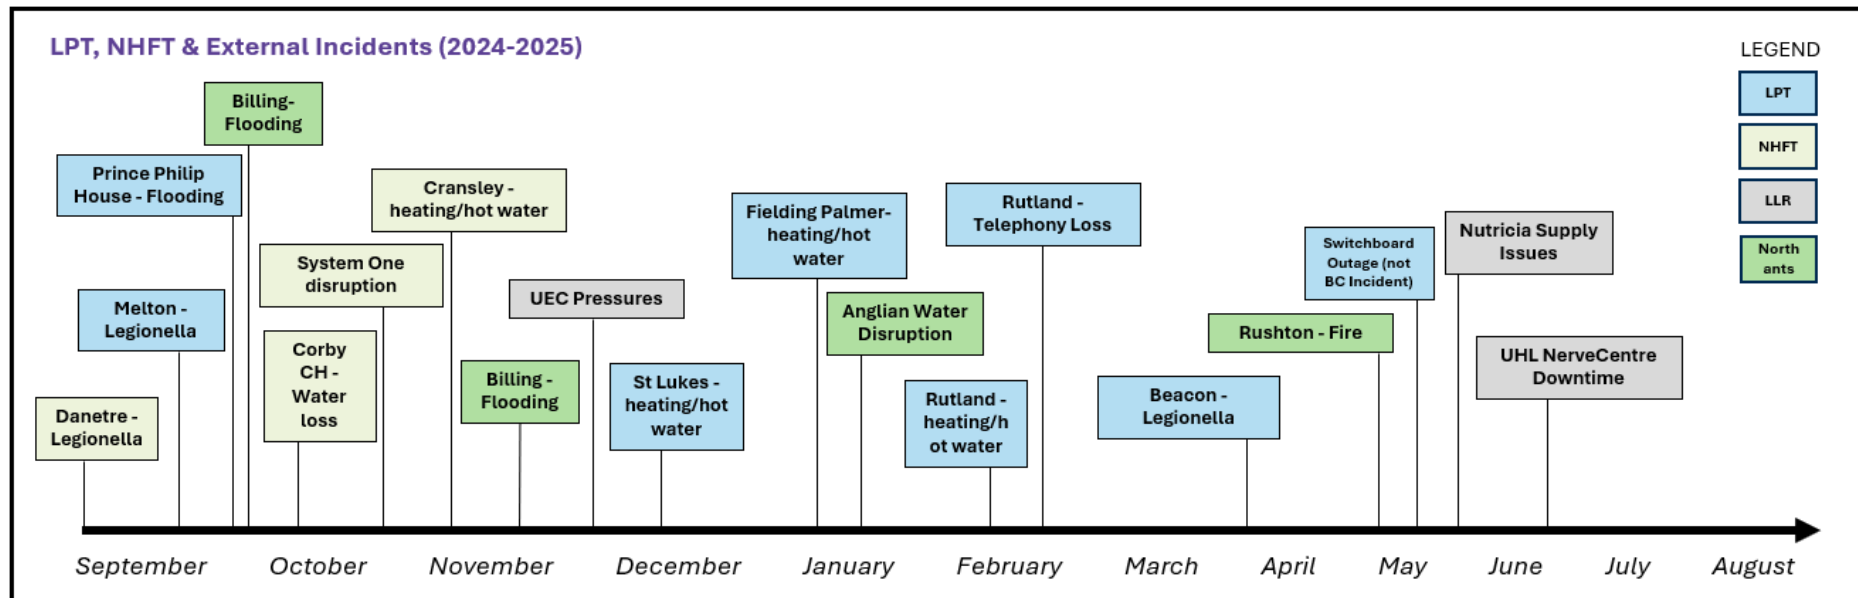 LPT, NHFT & External Incidents (2024-2025)
LEGEND
LPT
NHFT
LLR
North
ants
Billing-
Flooding
Prince Philip
House - Flooding
Cransley -
heating/hot water
Fielding Palmer-
heating/hot
water
Rutland -
Telephony Loss
Switchboard
Outage (not
BC Incident)
Nutricia Supply
Issues
System One
disruption
UEC Pressures
Melton -
Legionella
Anglian Water
Disruption
Rushton - Fire
Corby
CH -
Water
loss
Billing -
Flooding
St Lukes -
heating/hot
water
Rutland -
heating/h
ot water
Beacon -
Legionella
UHL NerveCentre
Downtime
Danetre -
Legionella
September
October
November
December
January
February
March
April
May
June
July
August